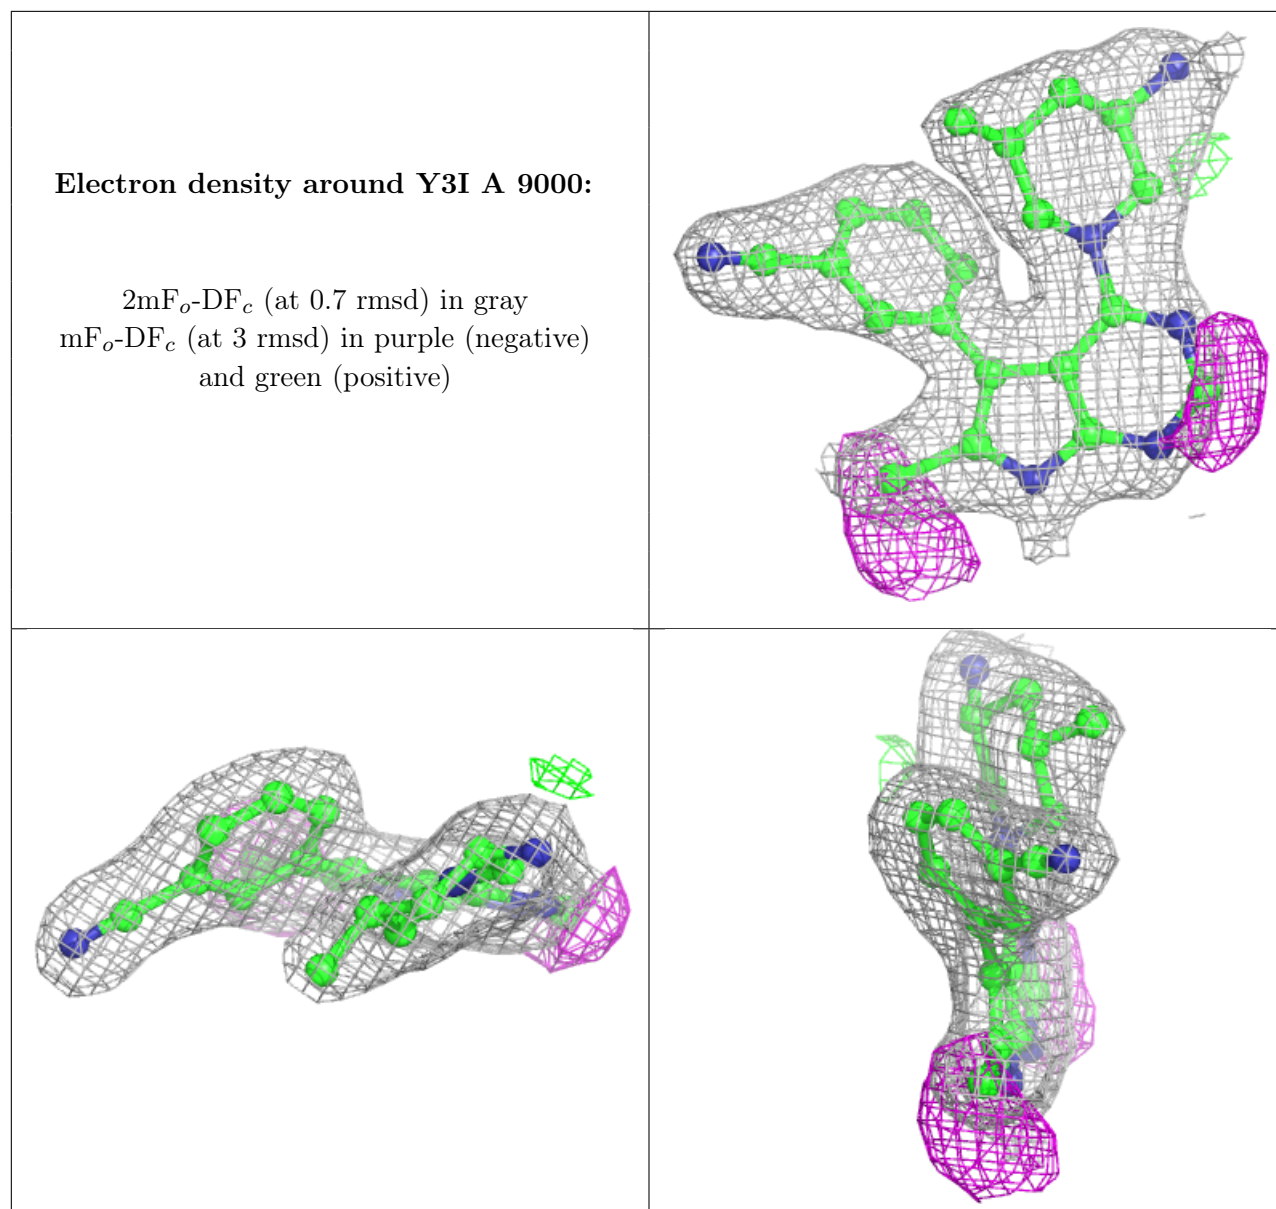 Electron density around Y3I A 9000:
2mFo-DFc (at 0.7 rmsd) in gray
mFo-DFc (at 3 rmsd) in purple (negative)
and green (positive)